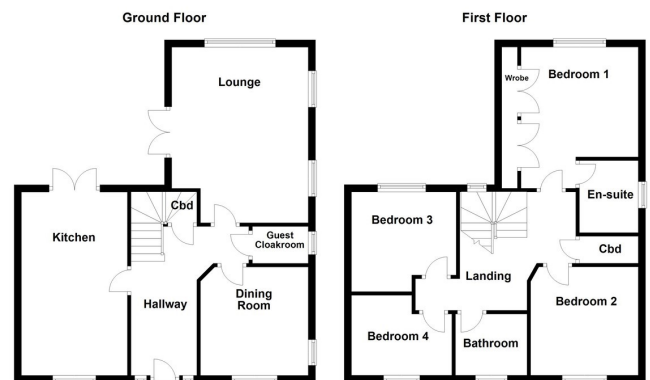 Ground Floor
Lounge
Cbd
Kitchen
Guest
Cloakroom
Hallway
Dining
Room
First Floor
Wrobe
Bedroom 1
En-suite
Bedroom 3
Cbd
Landing
Bedroom 2
Bedroom 4
Bathroom